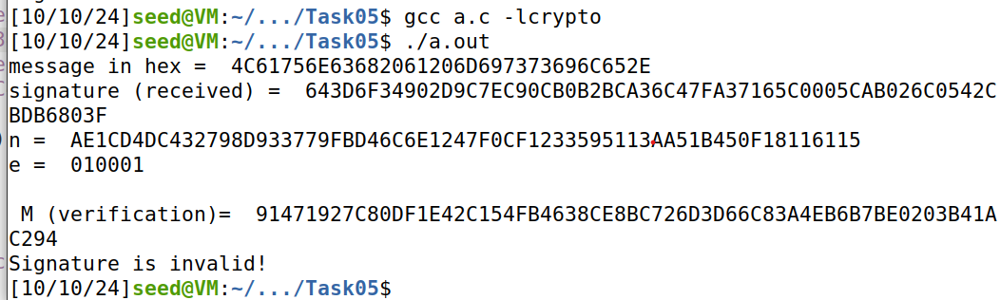 [10/10/24]seed@VM:~/.../Task05$ gcc a.c -lcrypto
[10/10/24]seed@VM:~/.../Task05$ ./a.out
message in hex =  4C61756E63682061206D697373696C652E
signature (received) =  643D6F34902D9C7EC90CB0B2BCA36C47FA37165C0005CAB026C0542C
BDB6803F
n =  AE1CD4DC432798D933779FBD46C6E1247F0CF1233595113AA51B450F18116115
e =  010001
M (verification)=  91471927C80DF1E42C154FB4638CE8BC726D3D66C83A4EB6B7BE0203B41A
C294
Signature is invalid!
[10/10/24]seed@VM:~/.../Task05$